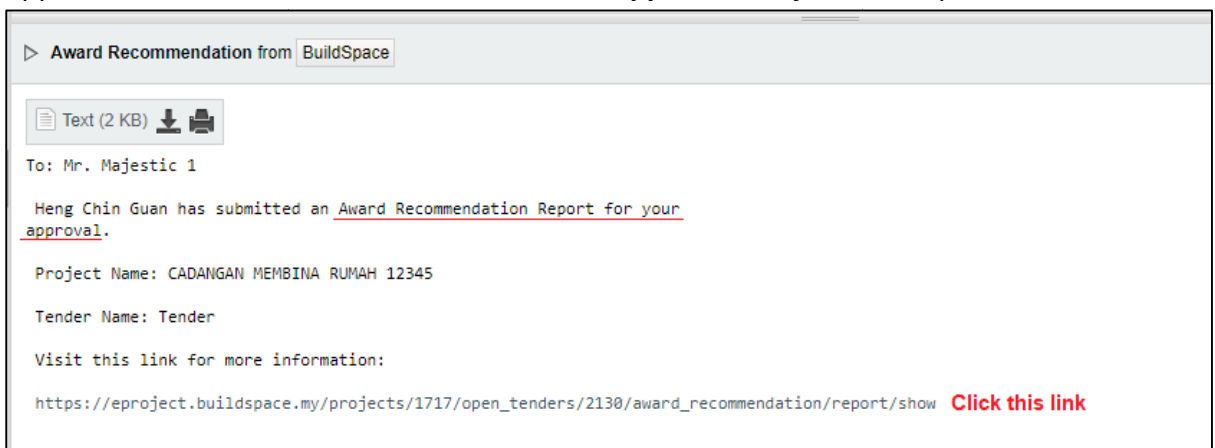 Award Recommendation from BuildSpace
Text (2 KB)
To: Mr. Majestic 1
Heng Chin Guan has submitted an Award Recommendation Report for your
approval.
Project Name: CADANGAN MEMBINA RUMAH 12345
Tender Name: Tender
Visit this link for more information:
https://eproject.buildspace.my/projects/1717/open_tenders/2130/award_recommendation/report/show Click this link